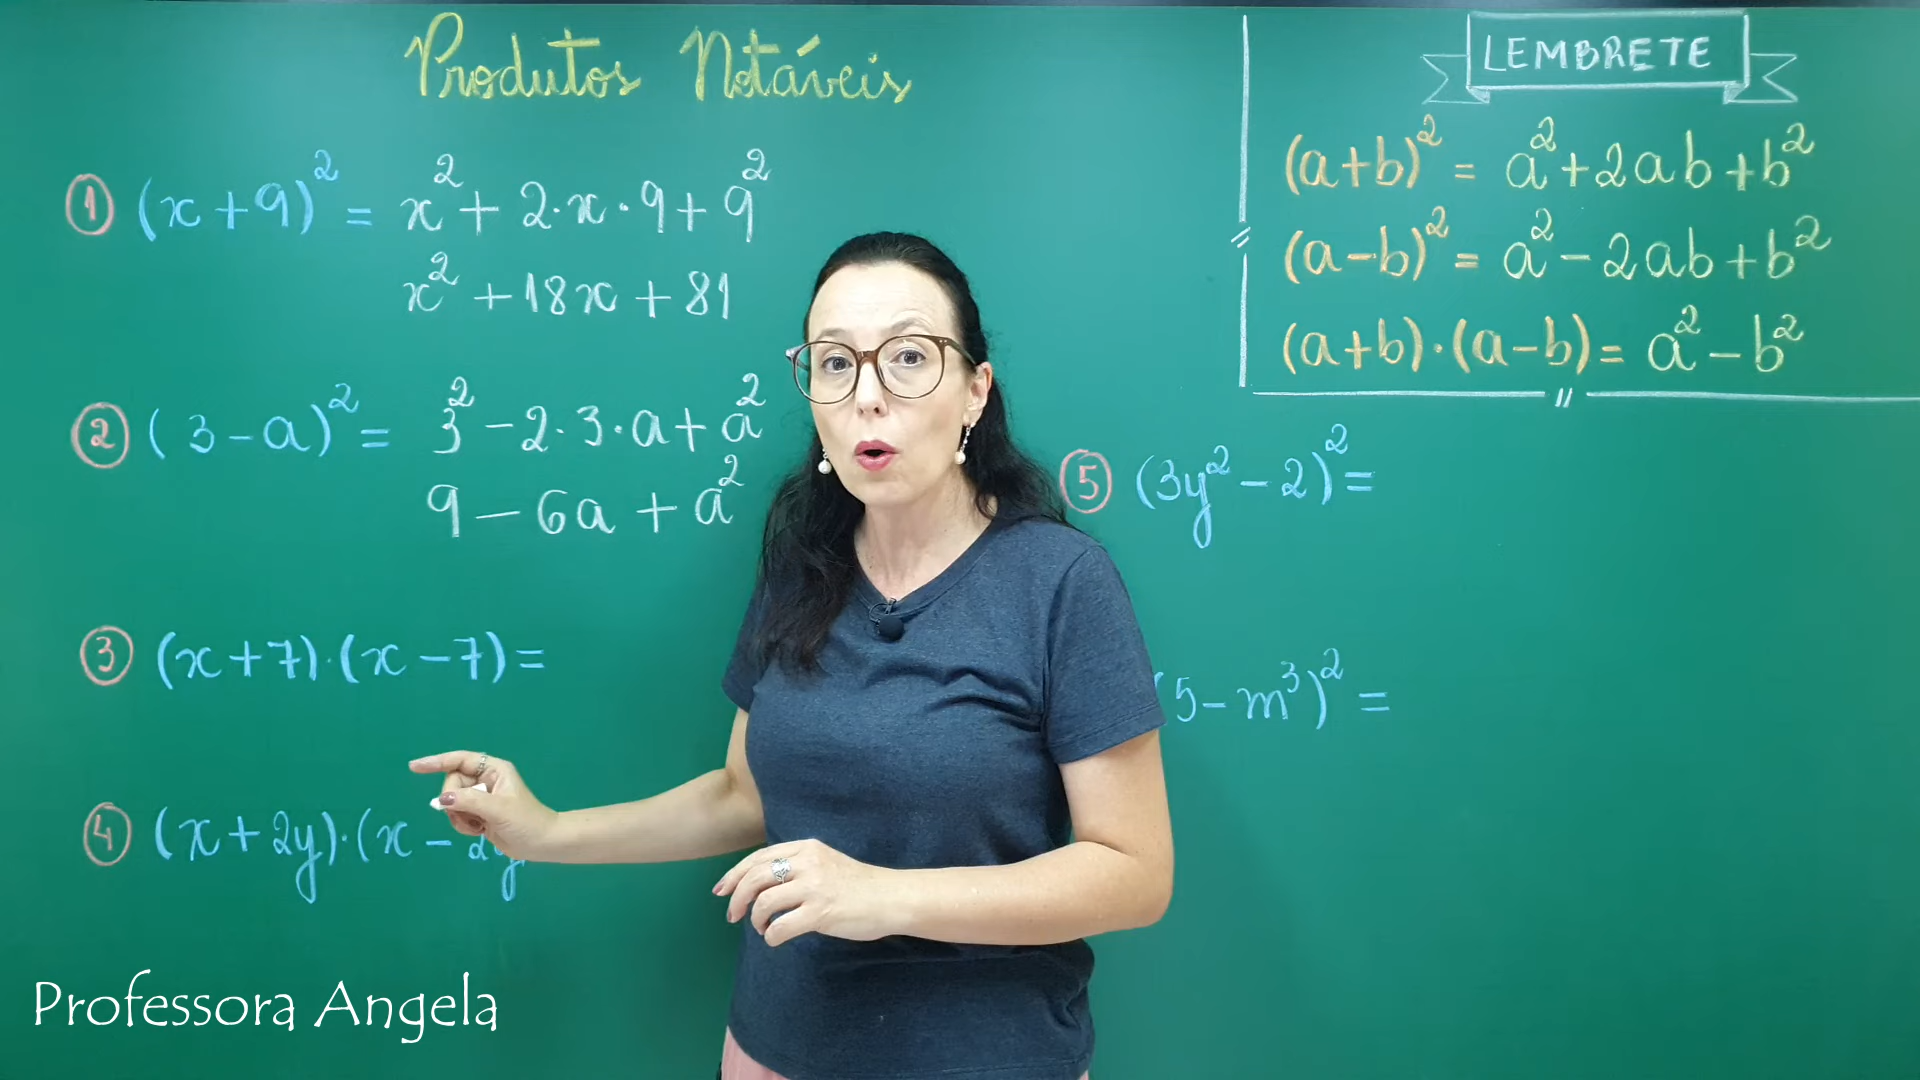 Produtos Notáveis
① (x+9)² = x² + 2·x·9 + 9²
x² + 18x + 81
② (3-a)² = 3² - 2·3·a + a²
9 - 6a + a²
③ (x+7)·(x-7) =
④ (x+2y)·(x-2y
LEMBRETE
(a+b)² = a² + 2ab + b²
(a-b)² = a² - 2ab + b²
(a+b)·(a-b) = a² - b²
⑤ (3y² - 2)² =
(5 - m³)² =
Professora Angela